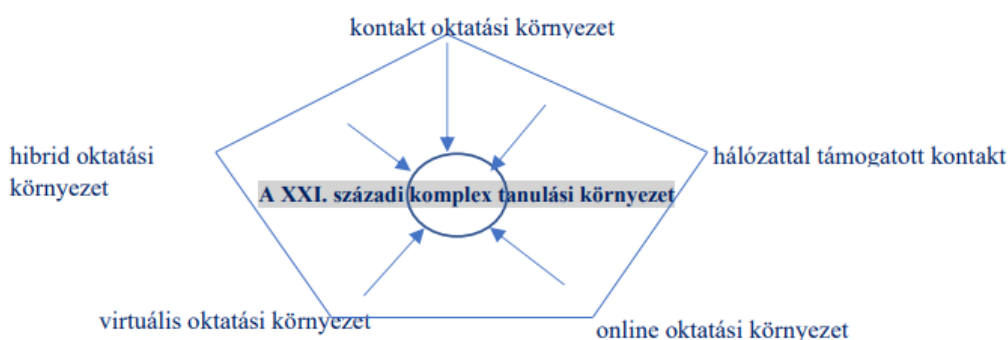 kontakt oktatási környezet
hibrid oktatási
környezet
hálózattal támogatott kontakt
A XXI. századi komplex tanulási környezet
virtuális oktatási környezet
online oktatási környezet